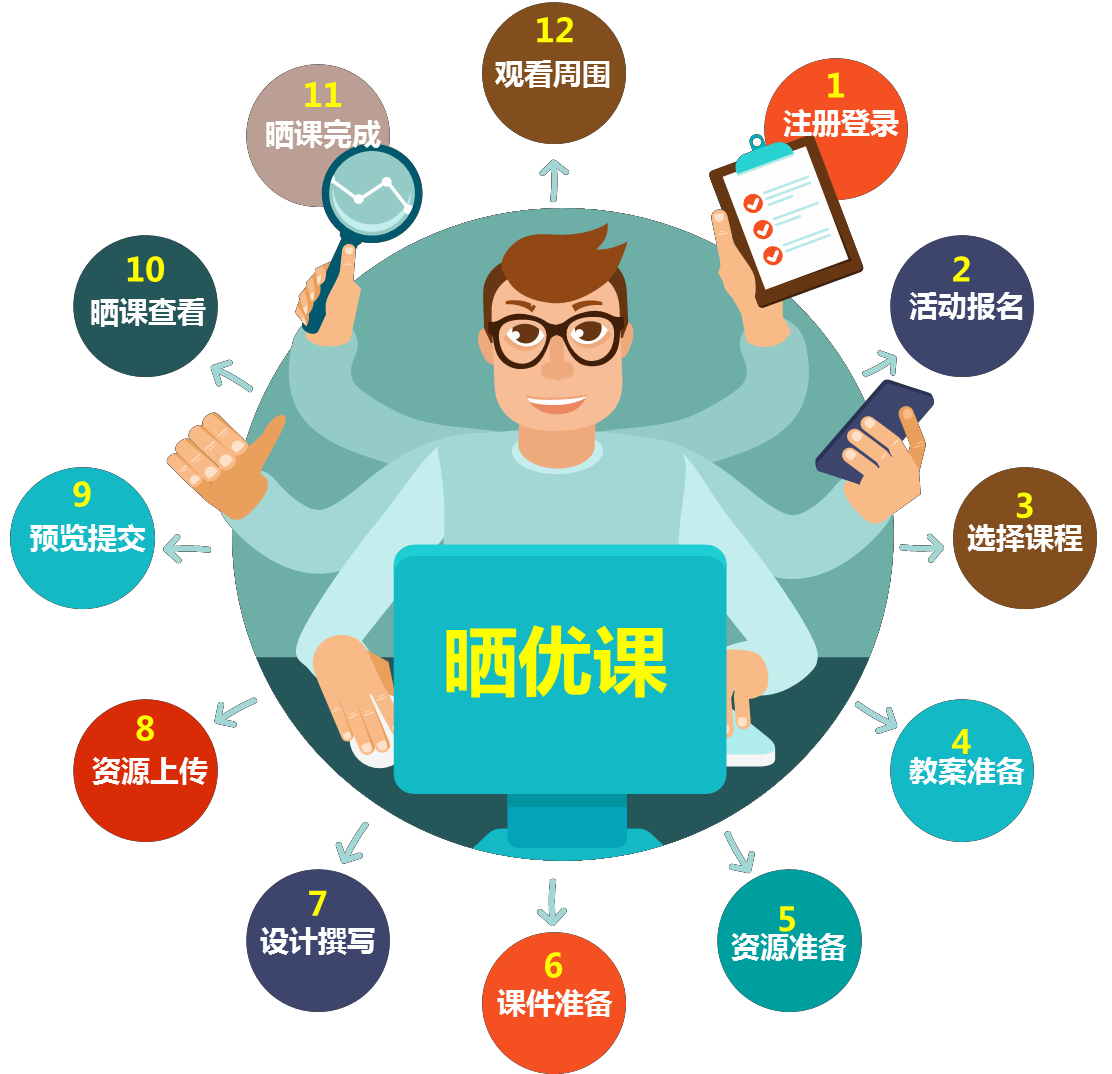 12
观看周围
1
注册登录
2
活动报名
3
选择课程
4
教案准备
5
资源准备
6
课件准备
7
设计撰写
8
资源上传
9
预览提交
10
晒课查看
11
晒课完成
晒优课